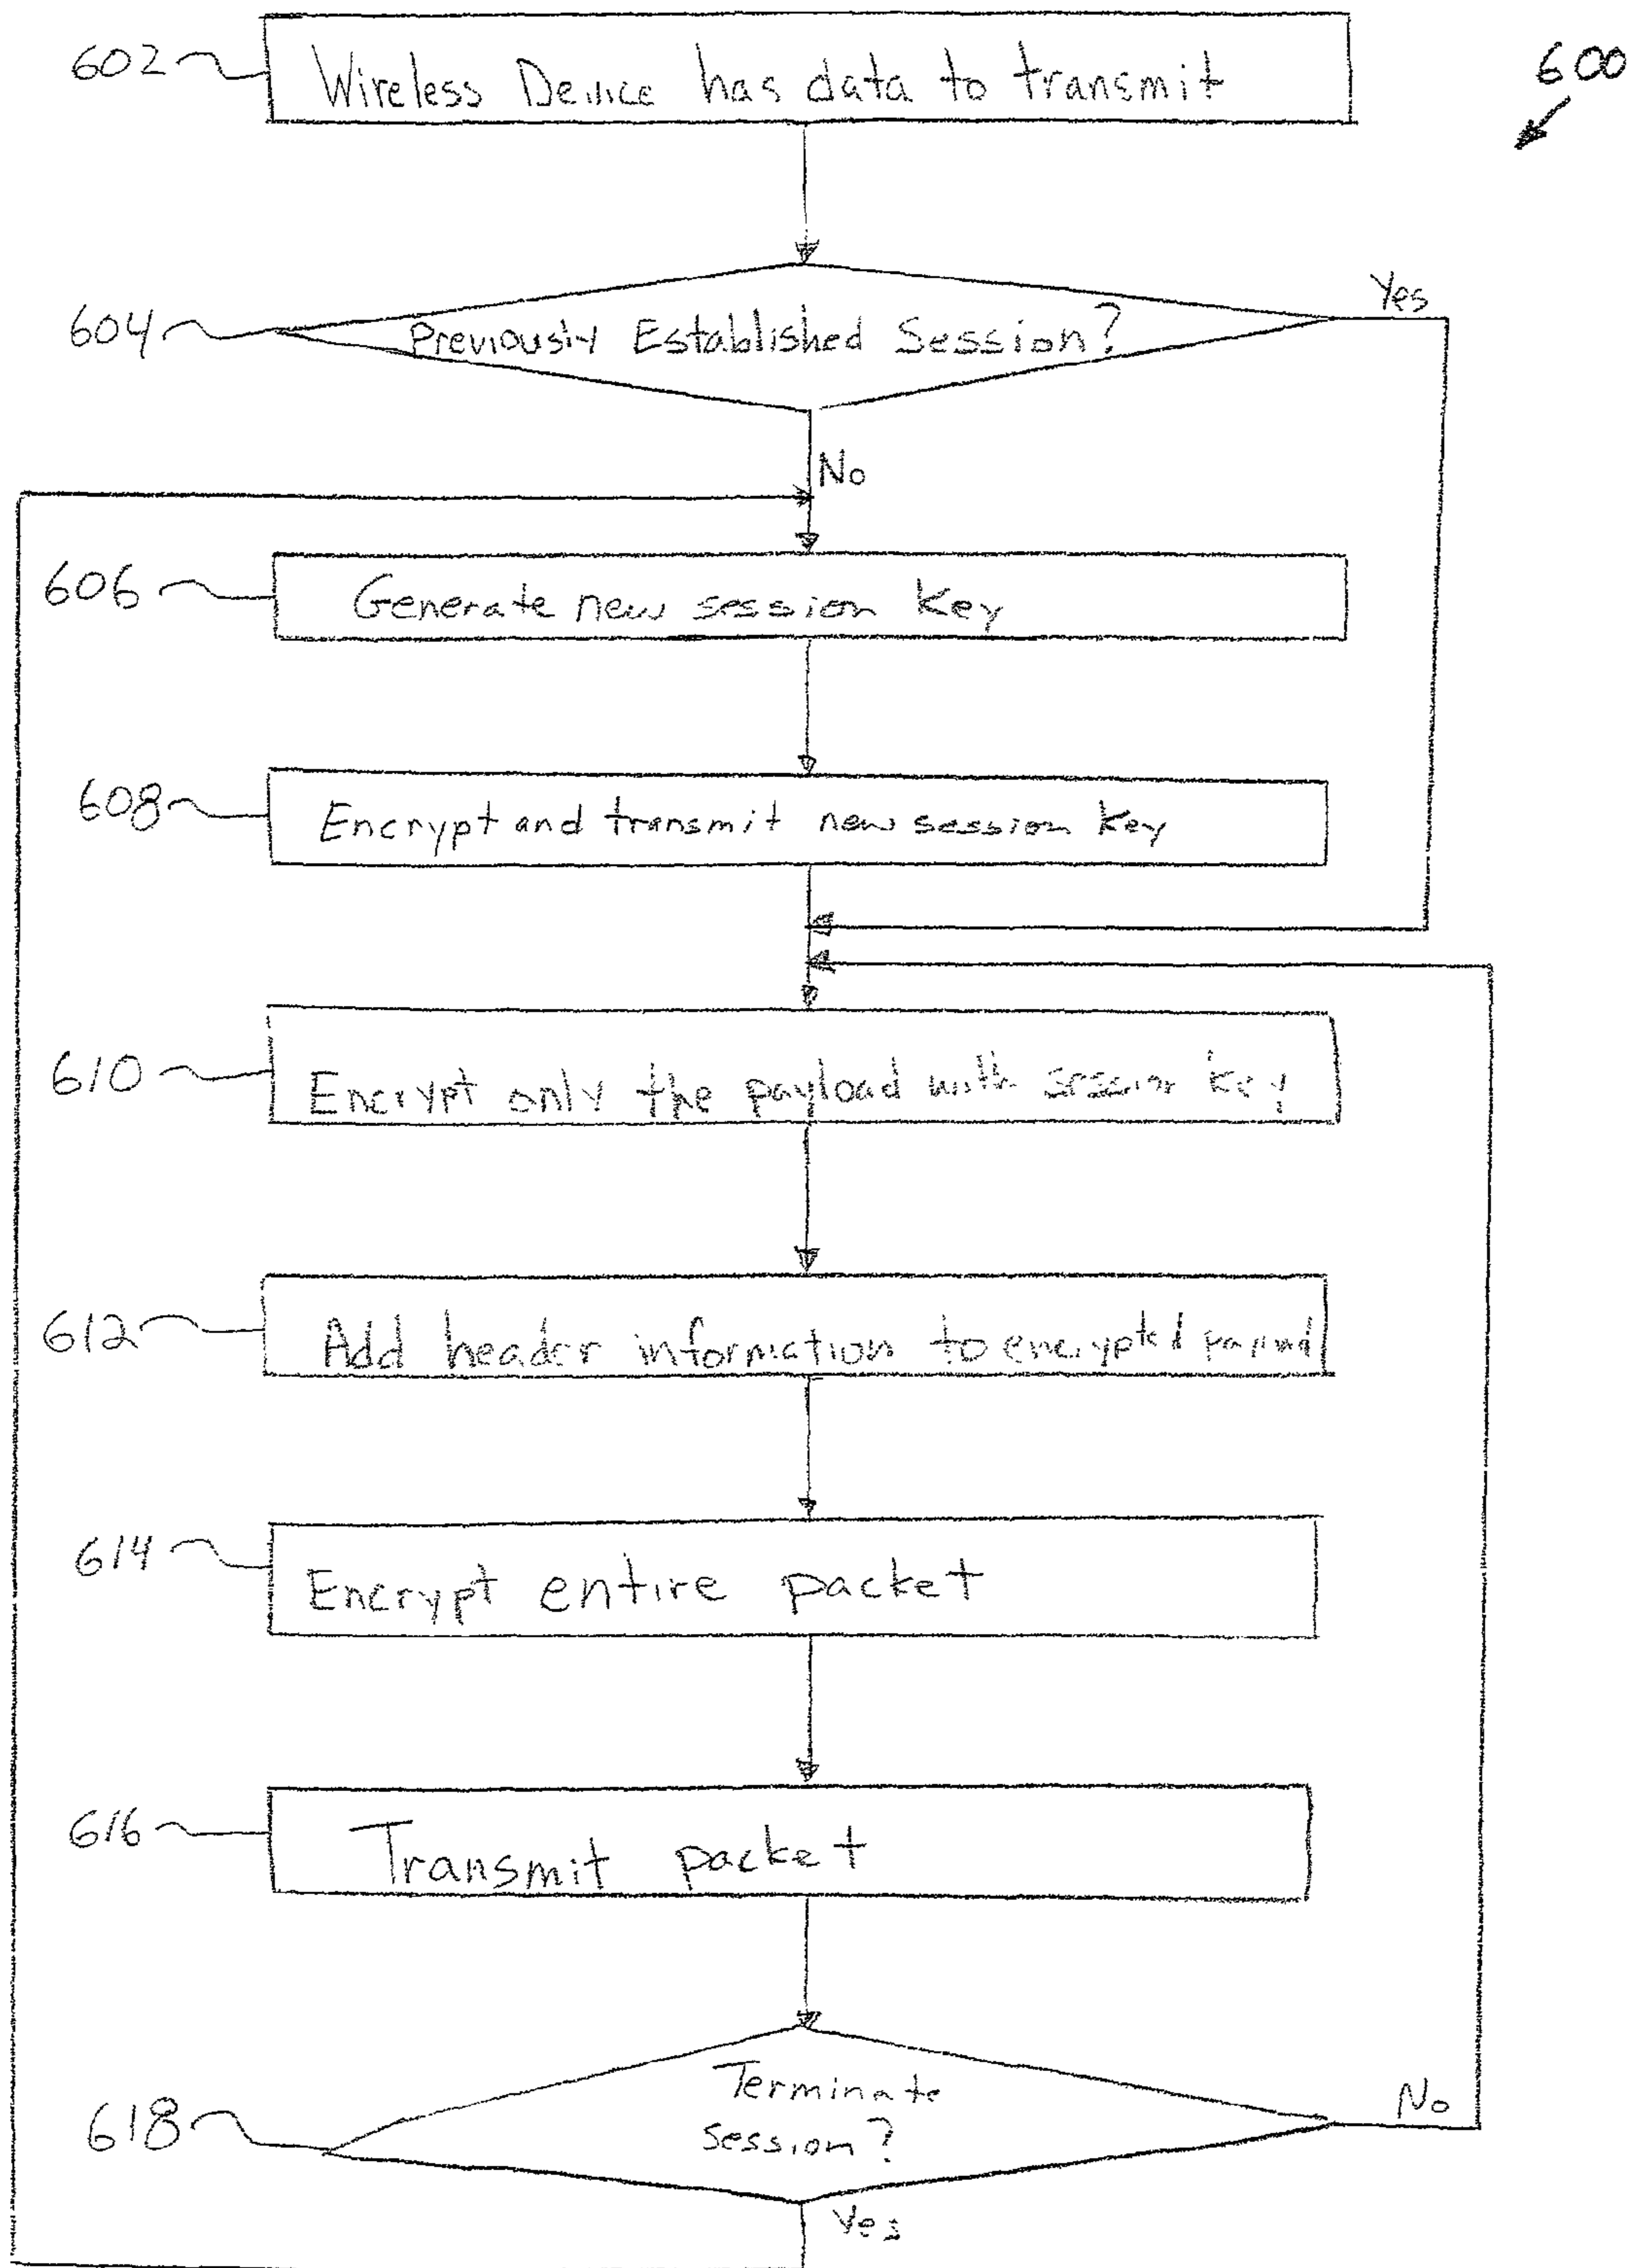 602
Wireless Device has data to transmit
600
604
Previously Established Session?
Yes
No
606
Generate new session key
608
Encrypt and transmit new session key
610
Encrypt only the payload with session key
612
Add header information to encrypted payload
614
Encrypt entire packet
616
Transmit packet
618
Terminate
session?
No
Yes